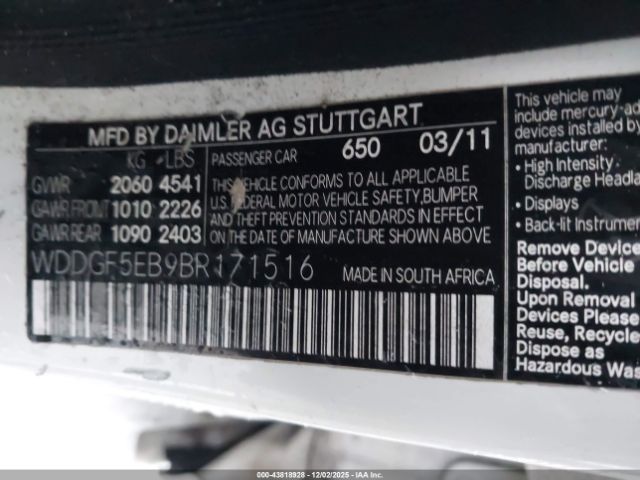 MFD BY DAIMLER AG STUTTGART
KG LBS
GVWR 2060 4541
GAWR FRONT 1010 2226
GAWR REAR 1090 2403
PASSENGER CAR 650 03/11
THIS VEHICLE CONFORMS TO ALL APPLICABLE
U.S. FEDERAL MOTOR VEHICLE SAFETY, BUMPER
AND THEFT PREVENTION STANDARDS IN EFFECT
ON THE DATE OF MANUFACTURE SHOWN ABOVE.
WDDGF5EB9BR171516
MADE IN SOUTH AFRICA
This vehicle may
include mercury-
devices installed by
manufacturer:
• High Intensity
Discharge Headla
• Displays
• Back-lit Instrumen
Remove Device
Before Vehicle
Disposal.
Upon Removal
Devices Please
Reuse, Recycle
Dispose as
Hazardous Was
000-43818928 - 12/02/2025 - IAA Inc.